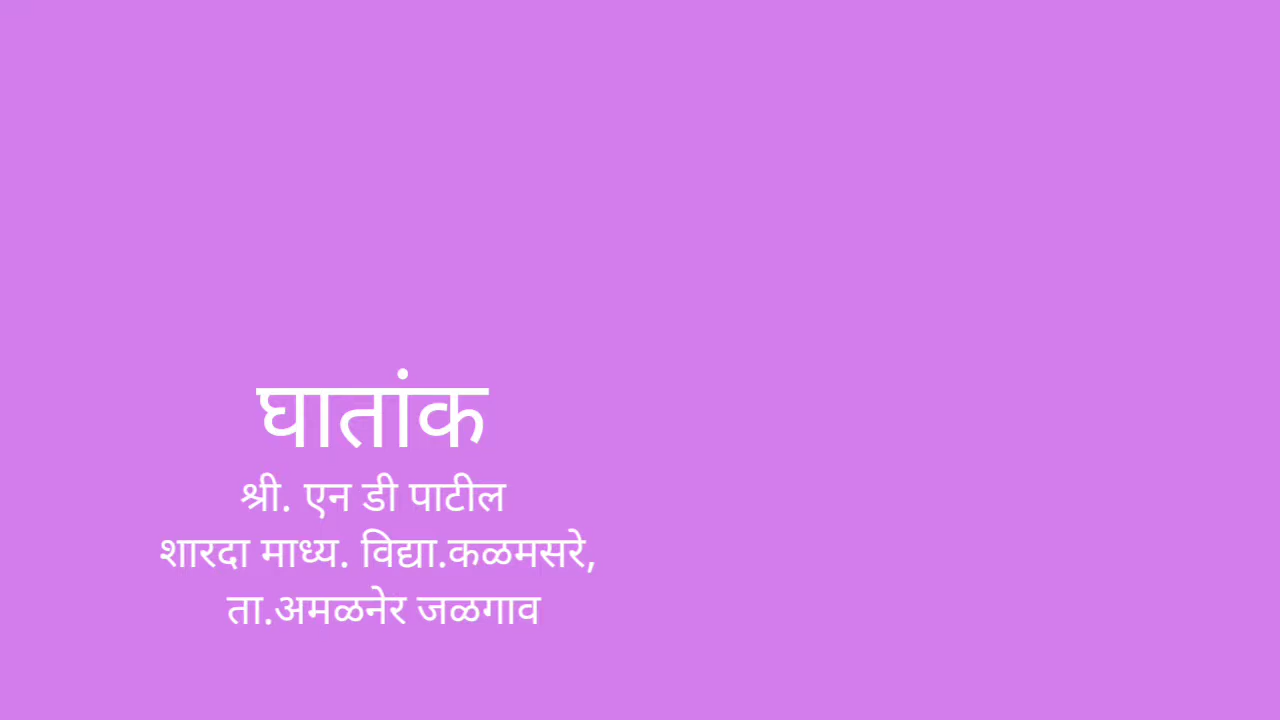 घातांक
श्री. एन डी पाटील
शारदा माध्य. विद्या.कळमसरे,
ता.अमळनेर जळगाव